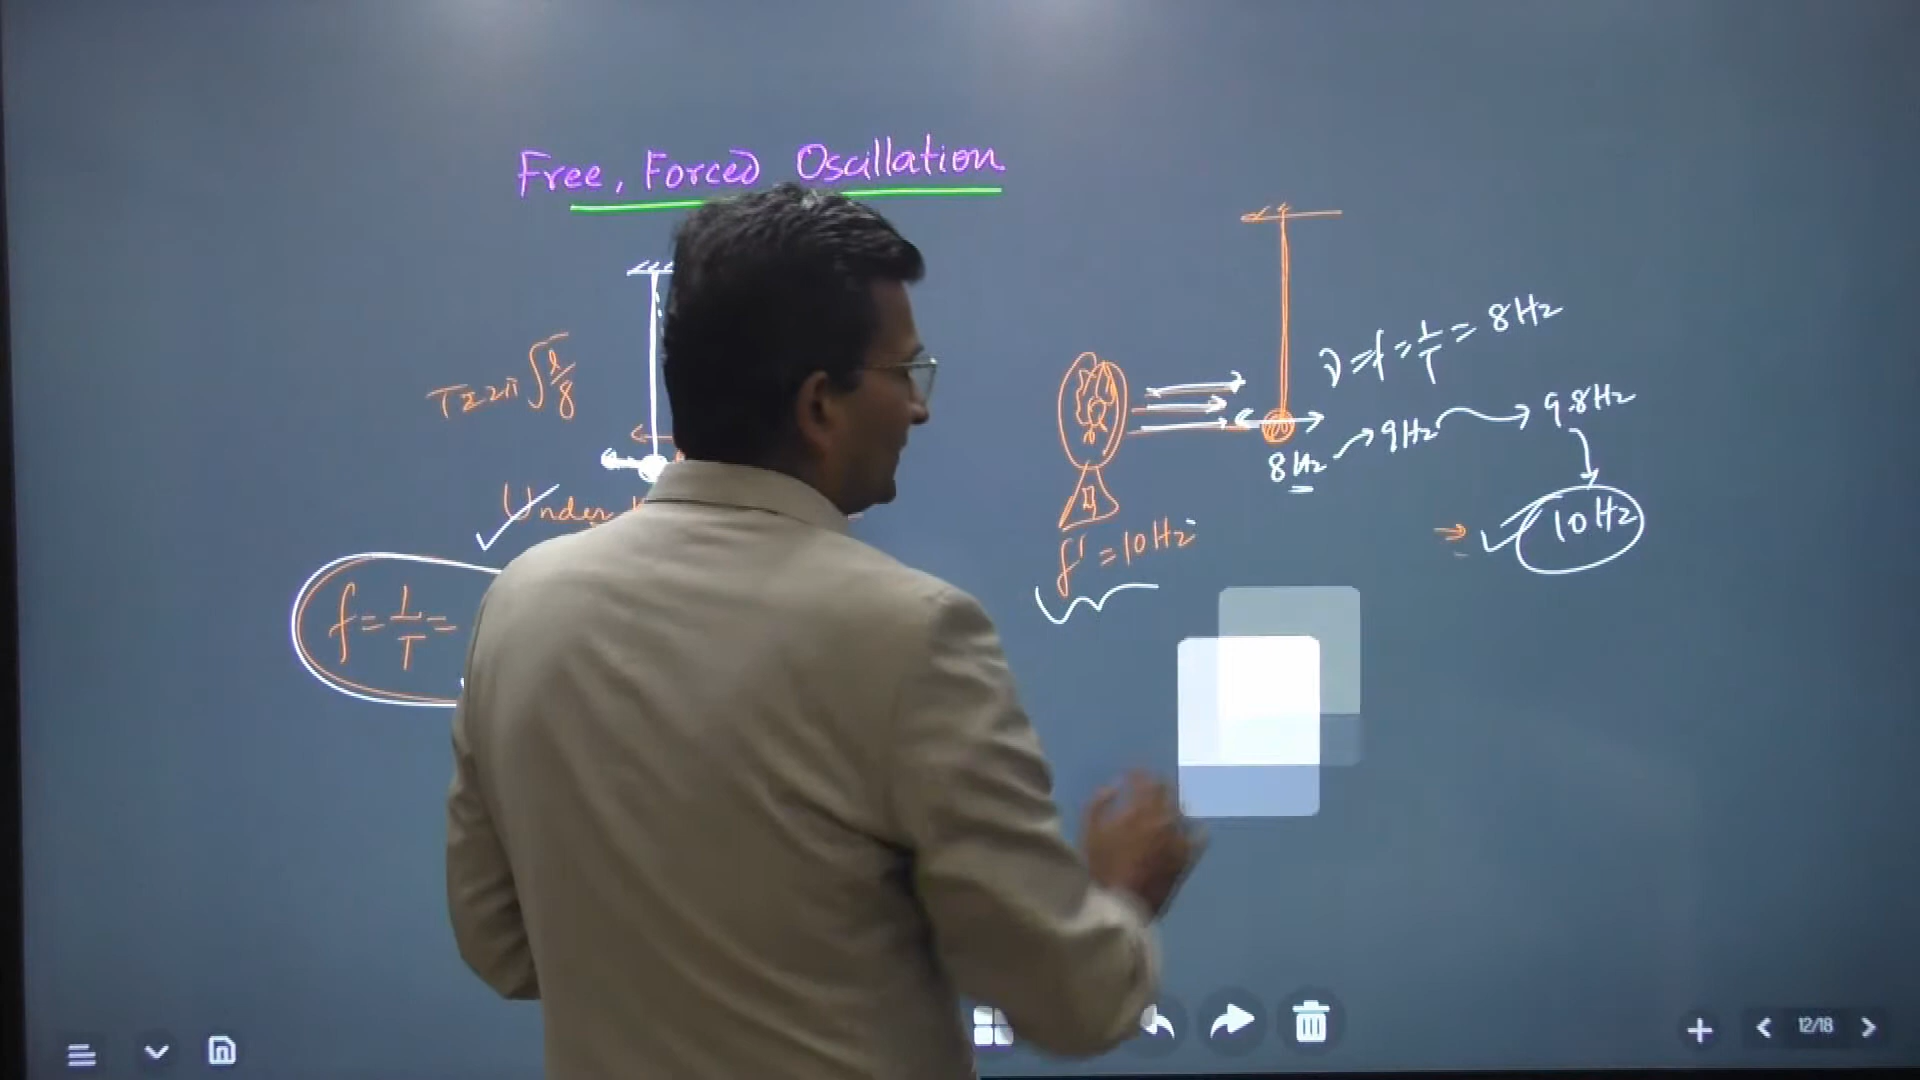 Free, Forced Oscillation
T = 2π √l/g
Under
f = 1/T =
f' = 10Hz
ν = f = 1/T = 8Hz
8Hz → 9Hz → 9.8Hz
→ 10Hz
12/18